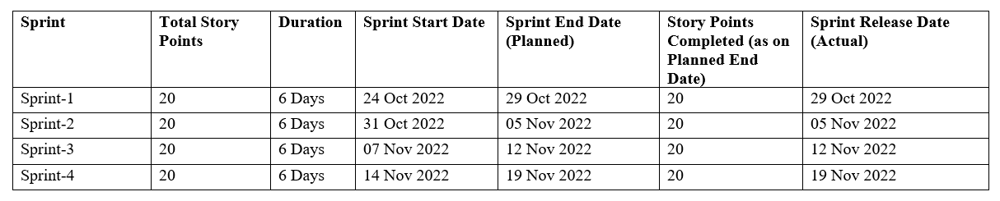 Sprint Total Story Points Duration Sprint Start Date Sprint End Date (Planned) Story Points Completed (as on Planned End Date) Sprint Release Date (Actual)
Sprint-1 20 6 Days 24 Oct 2022 29 Oct 2022 20 29 Oct 2022
Sprint-2 20 6 Days 31 Oct 2022 05 Nov 2022 20 05 Nov 2022
Sprint-3 20 6 Days 07 Nov 2022 12 Nov 2022 20 12 Nov 2022
Sprint-4 20 6 Days 14 Nov 2022 19 Nov 2022 20 19 Nov 2022